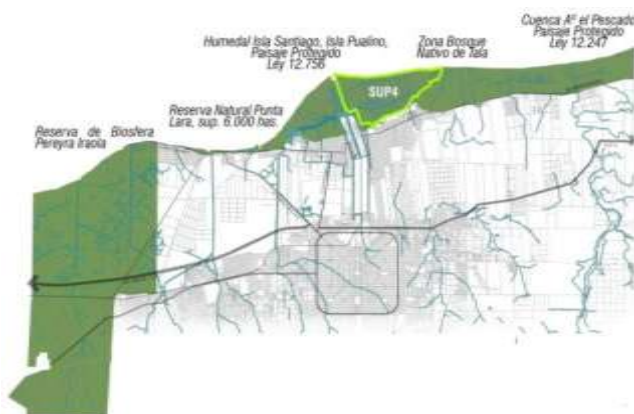 Cuenca Aº el Pescado
Paisaje Protegido
Ley 12.247
Humedal Isla Santiago, Isla Pualino,
Paisaje Protegido
Ley 12.756
Zona Bosque
Nativo de Tala
SUP4
Reserva Natural Punta
Lara, sup. 6.000 has.
Reserva de Biosfera
Pereyra Iraola